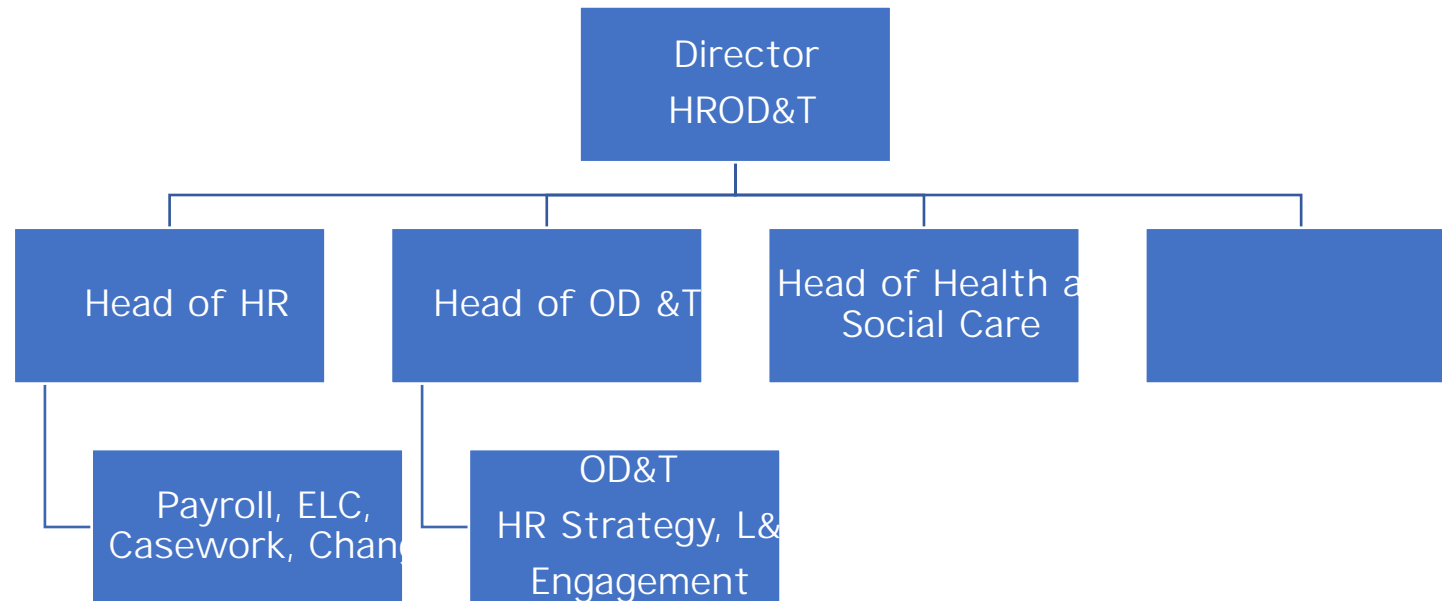 Director
HROD&T
Head of HR
Head of OD &T
Head of Health a
Social Care
Payroll, ELC,
Casework, Chang
OD&T
HR Strategy, L&
Engagement